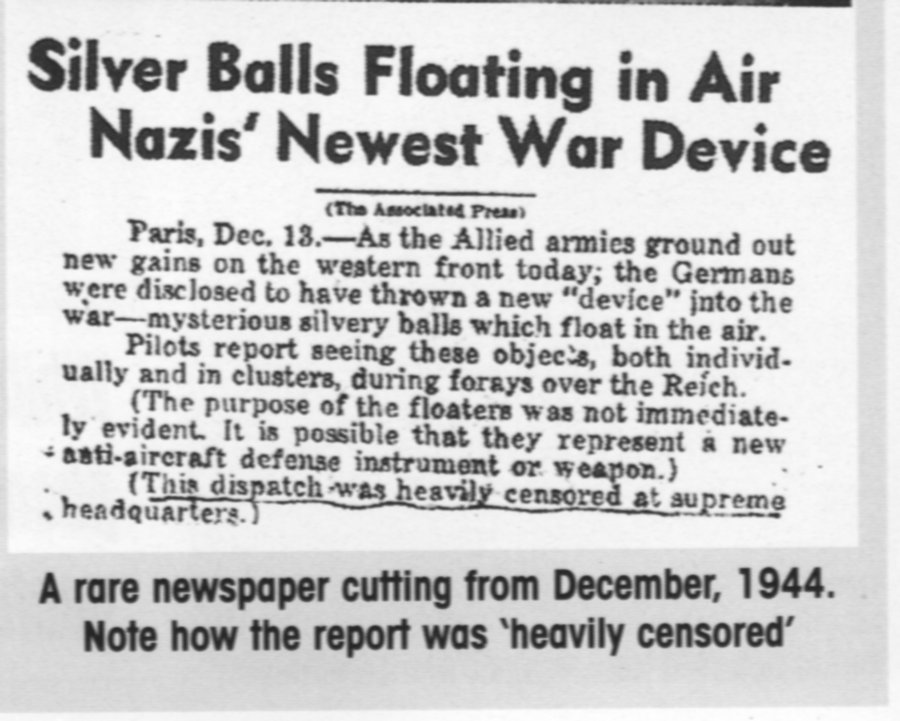 Silver Balls Floating in Air
Nazis' Newest War Device
(The Associated Press)
Paris, Dec. 13.—As the Allied armies ground out
new gains on the western front today; the Germans
were disclosed to have thrown a new "device" into the
war—mysterious silvery balls which float in the air.
Pilots report seeing these objects, both individ-
ually and in clusters, during forays over the Reich.
(The purpose of the floaters was not immediate-
ly evident. It is possible that they represent a new
anti-aircraft defense instrument or weapon.)
(This dispatch was heavily censored at supreme
headquarters.)
A rare newspaper cutting from December, 1944.
Note how the report was 'heavily censored'